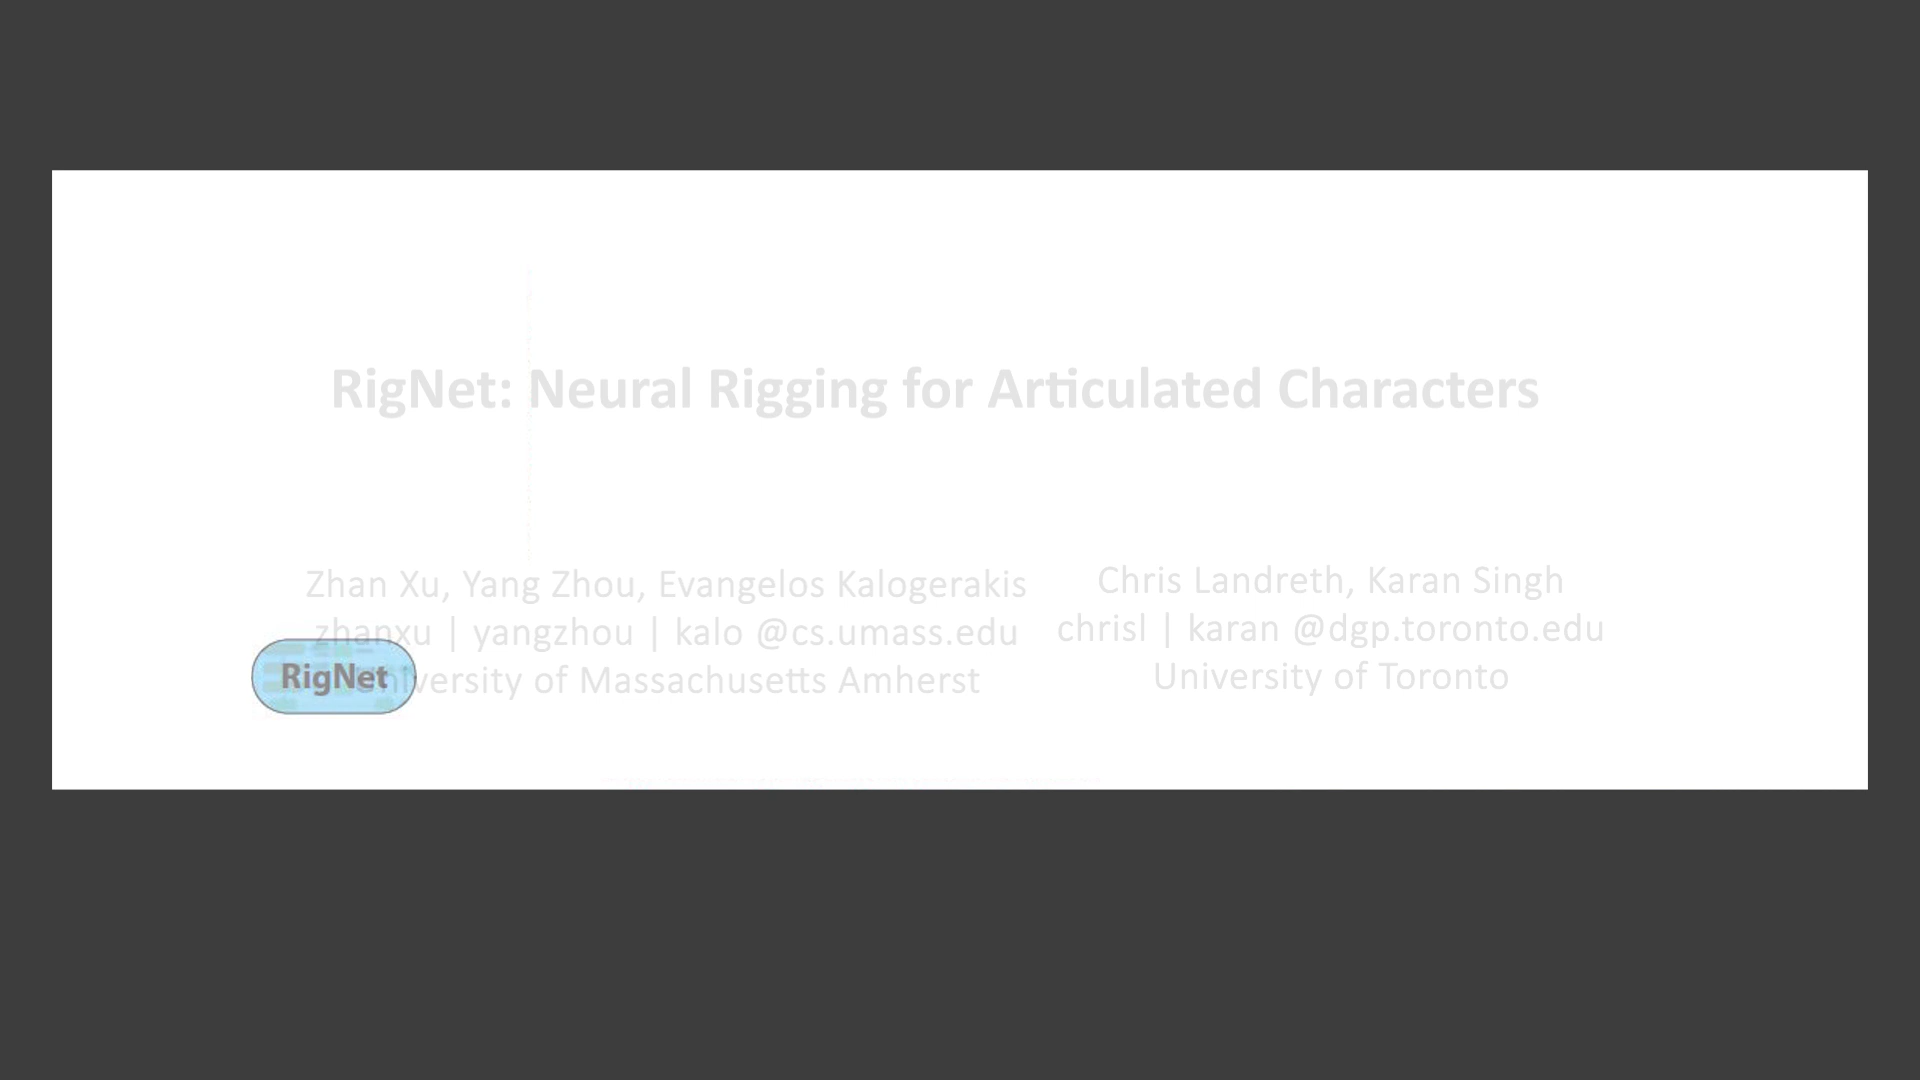 RigNet: Neural Rigging for Articulated Characters
Zhan Xu, Yang Zhou, Evangelos Kalogerakis
zhanxu | yangzhou | kalo @cs.umass.edu
University of Massachusetts Amherst
Chris Landreth, Karan Singh
chrisl | karan @dgp.toronto.edu
University of Toronto
RigNet